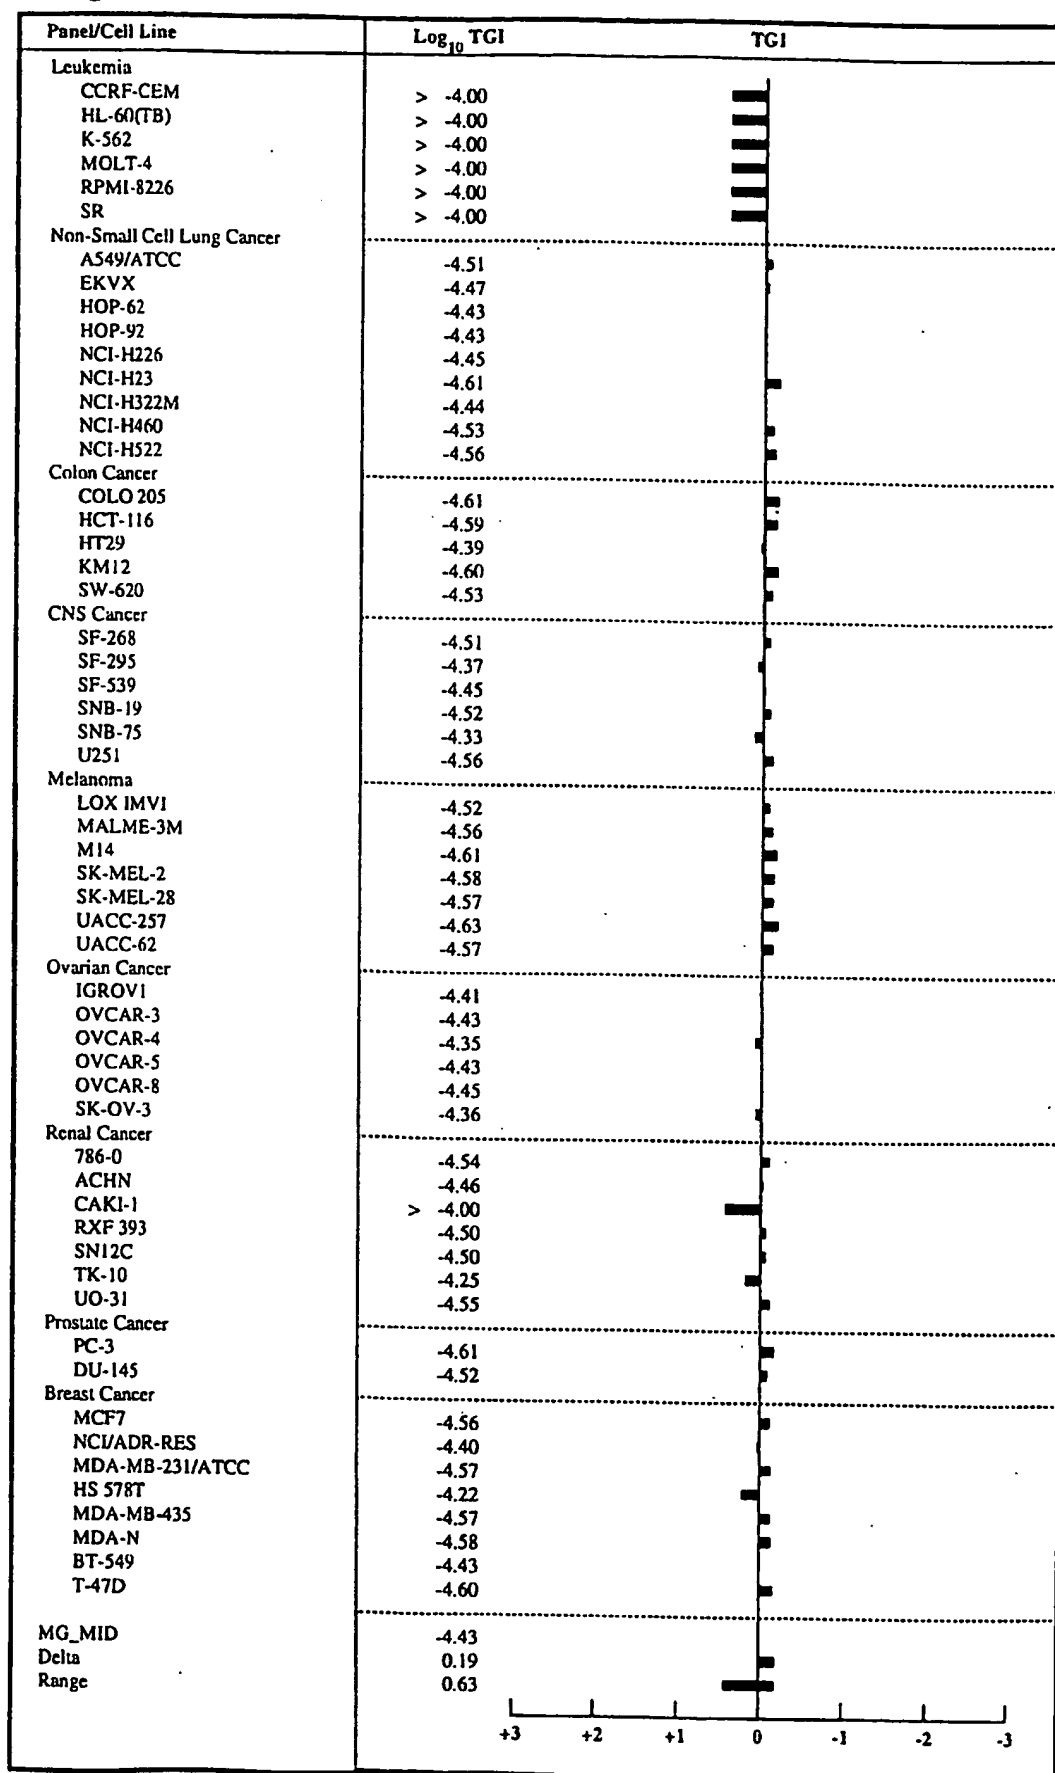 Panel/Cell Line Log10 TGI TGI
Leukemia
CCRF-CEM > -4.00
HL-60(TB) > -4.00
K-562 > -4.00
MOLT-4 > -4.00
RPMI-8226 > -4.00
SR > -4.00
Non-Small Cell Lung Cancer
A549/ATCC -4.51
EKVX -4.47
HOP-62 -4.43
HOP-92 -4.43
NCI-H226 -4.45
NCI-H23 -4.61
NCI-H322M -4.44
NCI-H460 -4.53
NCI-H522 -4.56
Colon Cancer
COLO 205 -4.61
HCT-116 -4.59
HT29 -4.39
KM12 -4.60
SW-620 -4.53
CNS Cancer
SF-268 -4.51
SF-295 -4.37
SF-539 -4.45
SNB-19 -4.52
SNB-75 -4.33
U251 -4.56
Melanoma
LOX IMVI -4.52
MALME-3M -4.56
M14 -4.61
SK-MEL-2 -4.58
SK-MEL-28 -4.57
UACC-257 -4.63
UACC-62 -4.57
Ovarian Cancer
IGROV1 -4.41
OVCAR-3 -4.43
OVCAR-4 -4.35
OVCAR-5 -4.43
OVCAR-8 -4.45
SK-OV-3 -4.36
Renal Cancer
786-0 -4.54
ACHN -4.46
CAKI-1 > -4.00
RXF 393 -4.50
SN12C -4.50
TK-10 -4.25
UO-31 -4.55
Prostate Cancer
PC-3 -4.61
DU-145 -4.52
Breast Cancer
MCF7 -4.56
NCI/ADR-RES -4.40
MDA-MB-231/ATCC -4.57
HS 578T -4.22
MDA-MB-435 -4.57
MDA-N -4.58
BT-549 -4.43
T-47D -4.60
MG_MID -4.43
Delta 0.19
Range 0.63
+3 +2 +1 0 -1 -2 -3